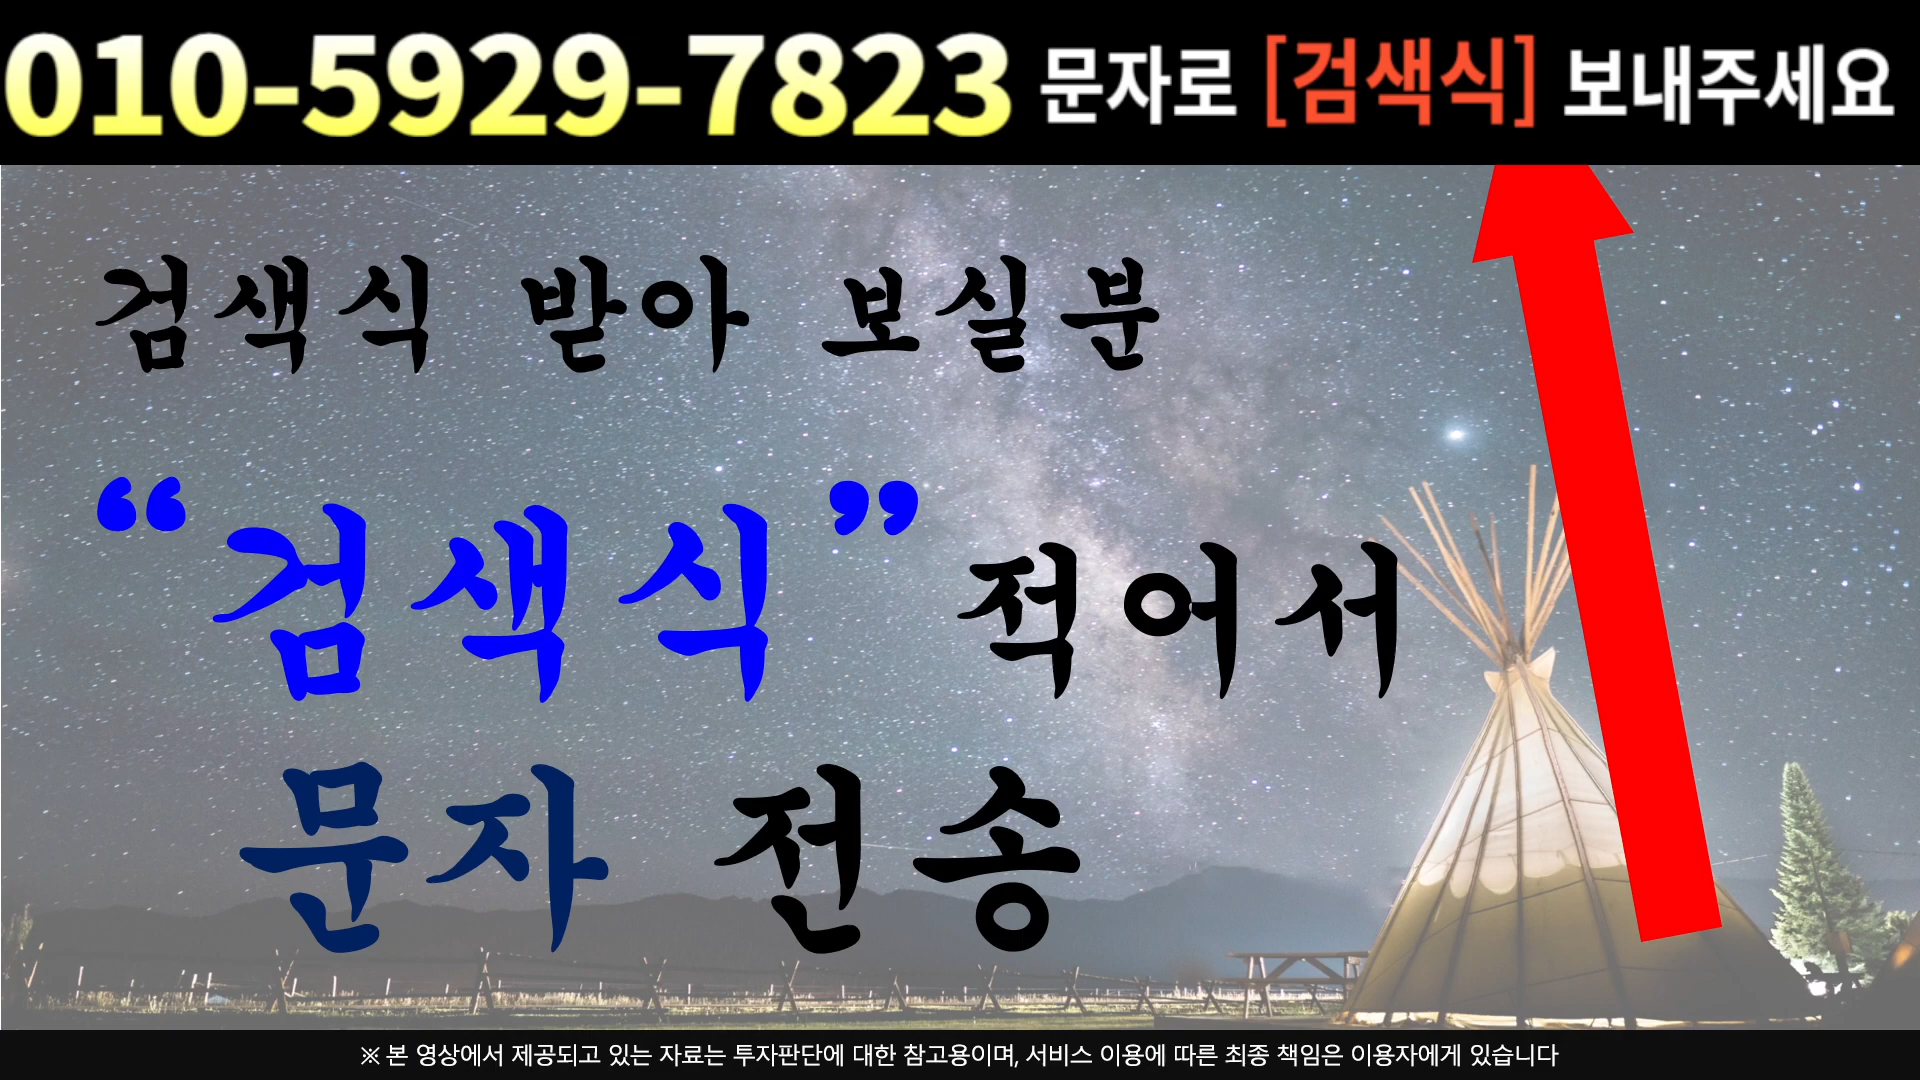 010-5929-7823 문자로 [검색식] 보내주세요
검색식 받아 보실분
“검색식” 적어서
문자 전송
※ 본 영상에서 제공되고 있는 자료는 투자판단에 대한 참고용이며, 서비스 이용에 따른 최종 책임은 이용자에게 있습니다